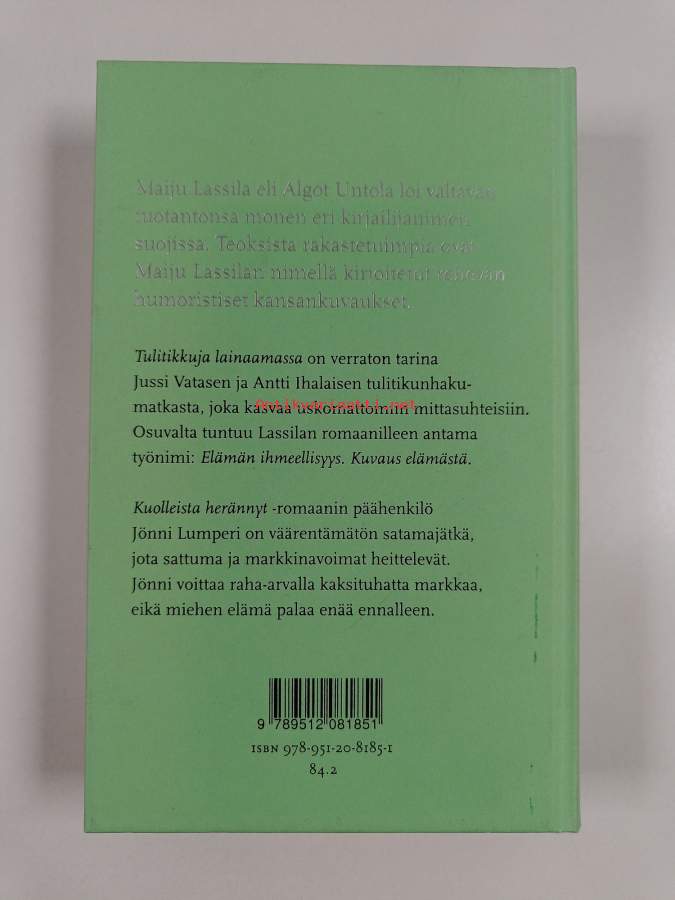 Maiju Lassila eli Algot Untola loi valtavan
tuotantonsa monen eri kirjailijanimen
suojissa. Teoksista rakastetuimpia ovat
Maiju Lassilan nimellä kirjoitetut rehevän
humoristiset kansankuvaukset.
Tulitikkuja lainaamassa on verraton tarina
Jussi Vatasen ja Antti Ihalaisen tulitikunhaku-
matkasta, joka kasvaa uskomattomiin mittasuhteisiin.
Antikvariaatti.net
Osuvalta tuntuu Lassilan romaanilleen antama
työnimi: Elämän ihmeellisyys. Kuvaus elämästä.
Kuolleista herännyt -romaanin päähenkilö
Jönni Lumperi on väärentämätön satamajätkä,
jota sattuma ja markkinavoimat heittelevät.
Jönni voittaa raha-arvalla kaksituhatta markkaa,
eikä miehen elämä palaa enää ennalleen.
9 789512 081851
ISBN 978-951-20-8185-1
84.2